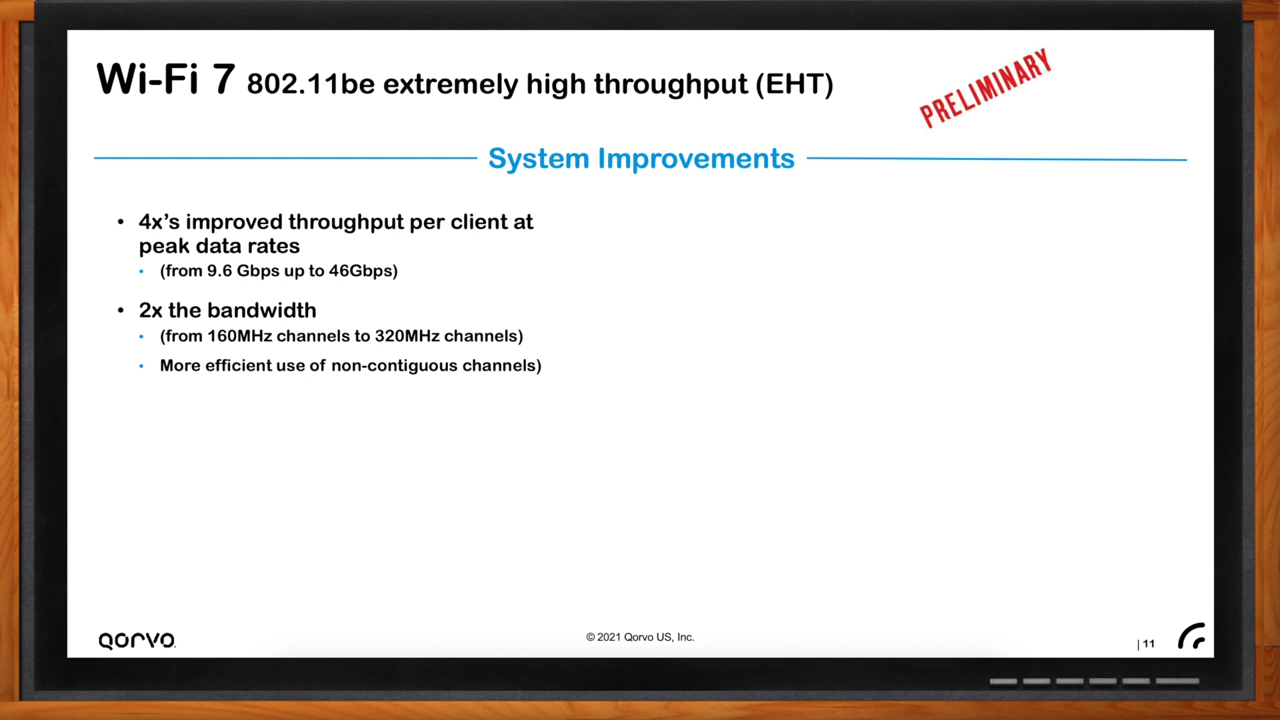 Wi-Fi 7 802.11be extremely high throughput (EHT)
PRELIMINARY
System Improvements
• 4x's improved throughput per client at
peak data rates
• (from 9.6 Gbps up to 46Gbps)
• 2x the bandwidth
• (from 160MHz channels to 320MHz channels)
• More efficient use of non-contiguous channels)
QORVO
© 2021 Qorvo US, Inc.
| 11